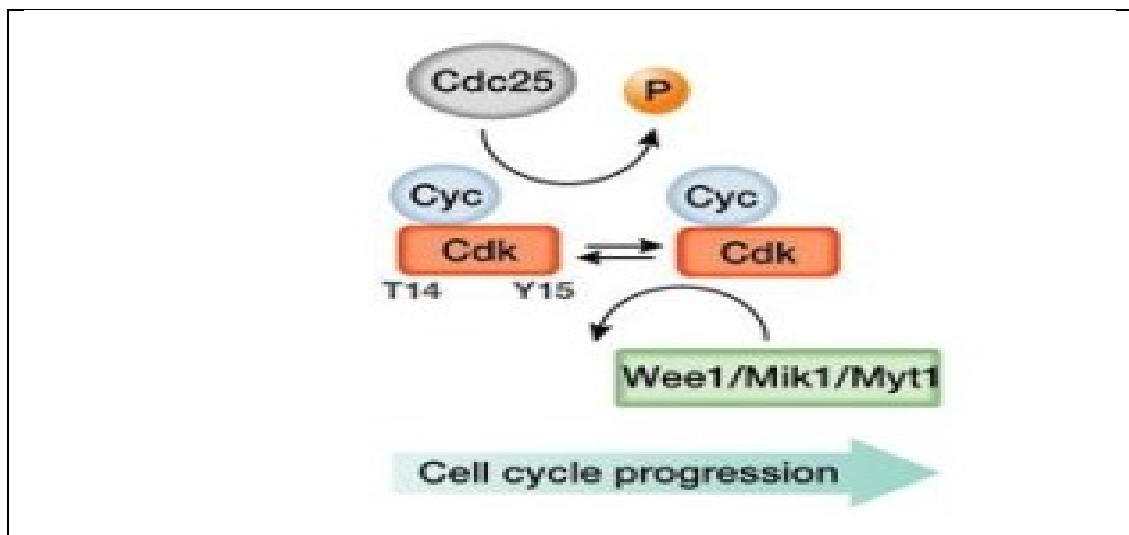 Cdc25
P
Cyc
Cyc
Cdk
Cdk
T14
Y15
Wee1/Mik1/Myt1
Cell cycle progression